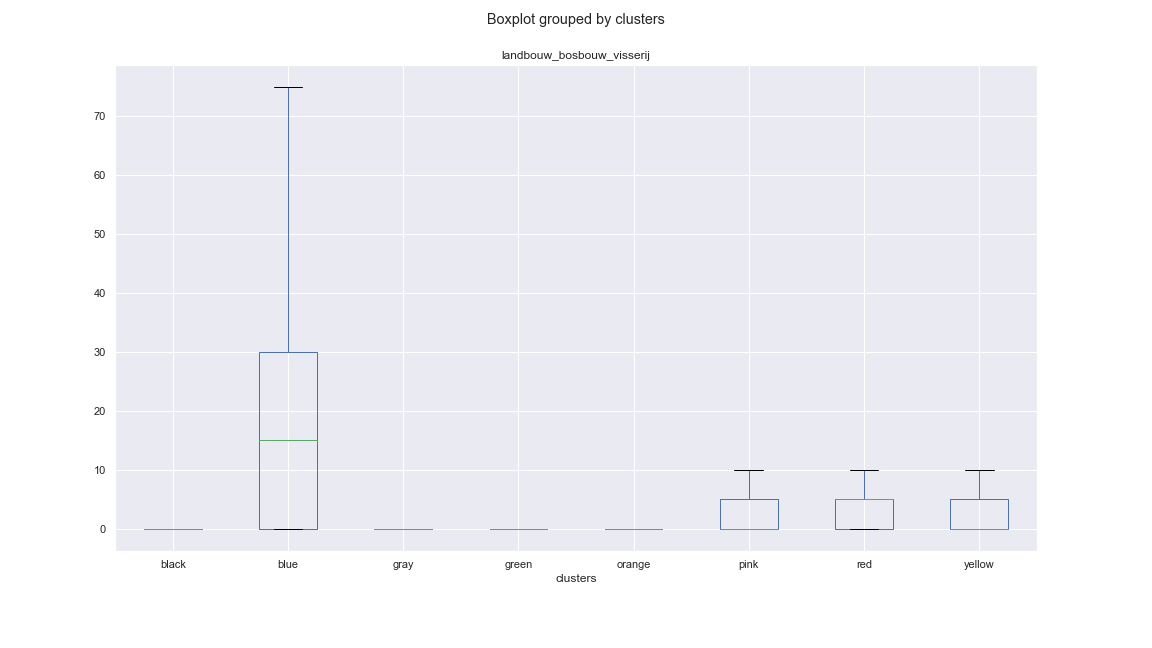 Boxplot grouped by clusters
landbouw_bosbouw_visserij
70
60
50
40
30
20
10
0
black blue gray green orange pink red yellow
clusters